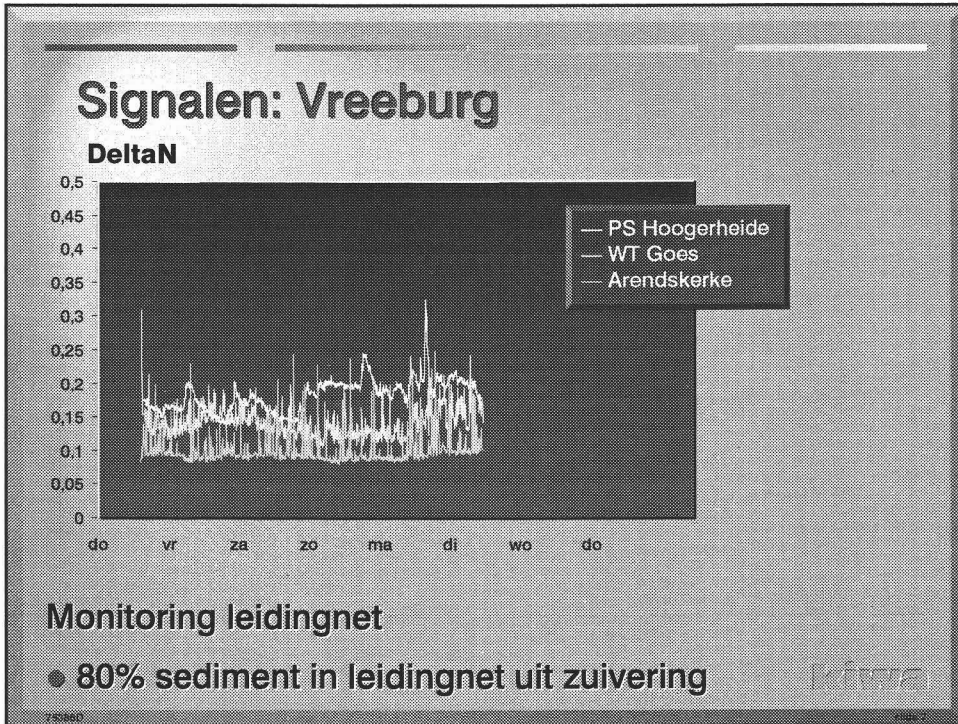 Signalen: Vreeburg
DeltaN
0,5
0,45
0,4
0,35
0,3
0,25
0,2
0,15
0,1
0,05
0
PS Hoogerheide
WT Goes
Arendskerke
do vr za zo ma di wo do
Monitoring leidingnet
• 80% sediment in leidingnet uit zuivering
kiwa